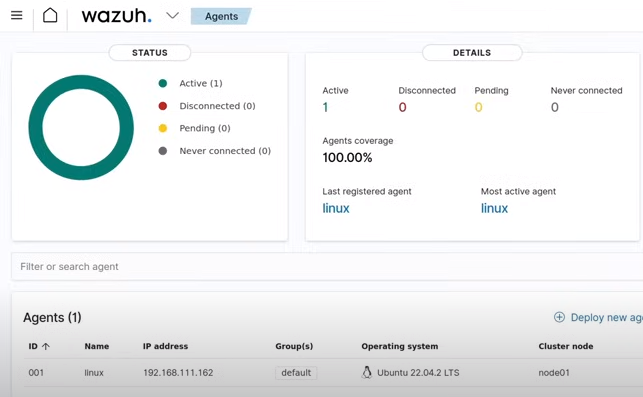 wazuh. Agents
STATUS
Active (1)
Disconnected (0)
Pending (0)
Never connected (0)
DETAILS
Active Disconnected Pending Never connected
1 0 0 0
Agents coverage
100.00%
Last registered agent Most active agent
linux linux
Filter or search agent
Agents (1) Deploy new age
ID Name IP address Group(s) Operating system Cluster node
001 linux 192.168.111.162 default Ubuntu 22.04.2 LTS node01